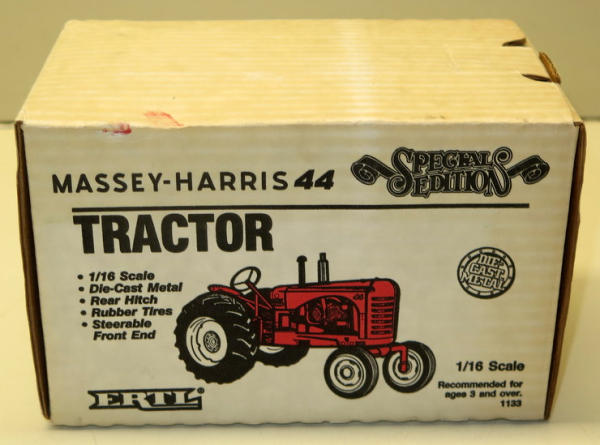 MASSEY-HARRIS 44
SPECIAL EDITION
TRACTOR
• 1/16 Scale
• Die-Cast Metal
• Rear Hitch
• Rubber Tires
• Steerable
Front End
DIE-
CAST
METAL
44
ERTL
1/16 Scale
Recommended for
ages 3 and over.
1133